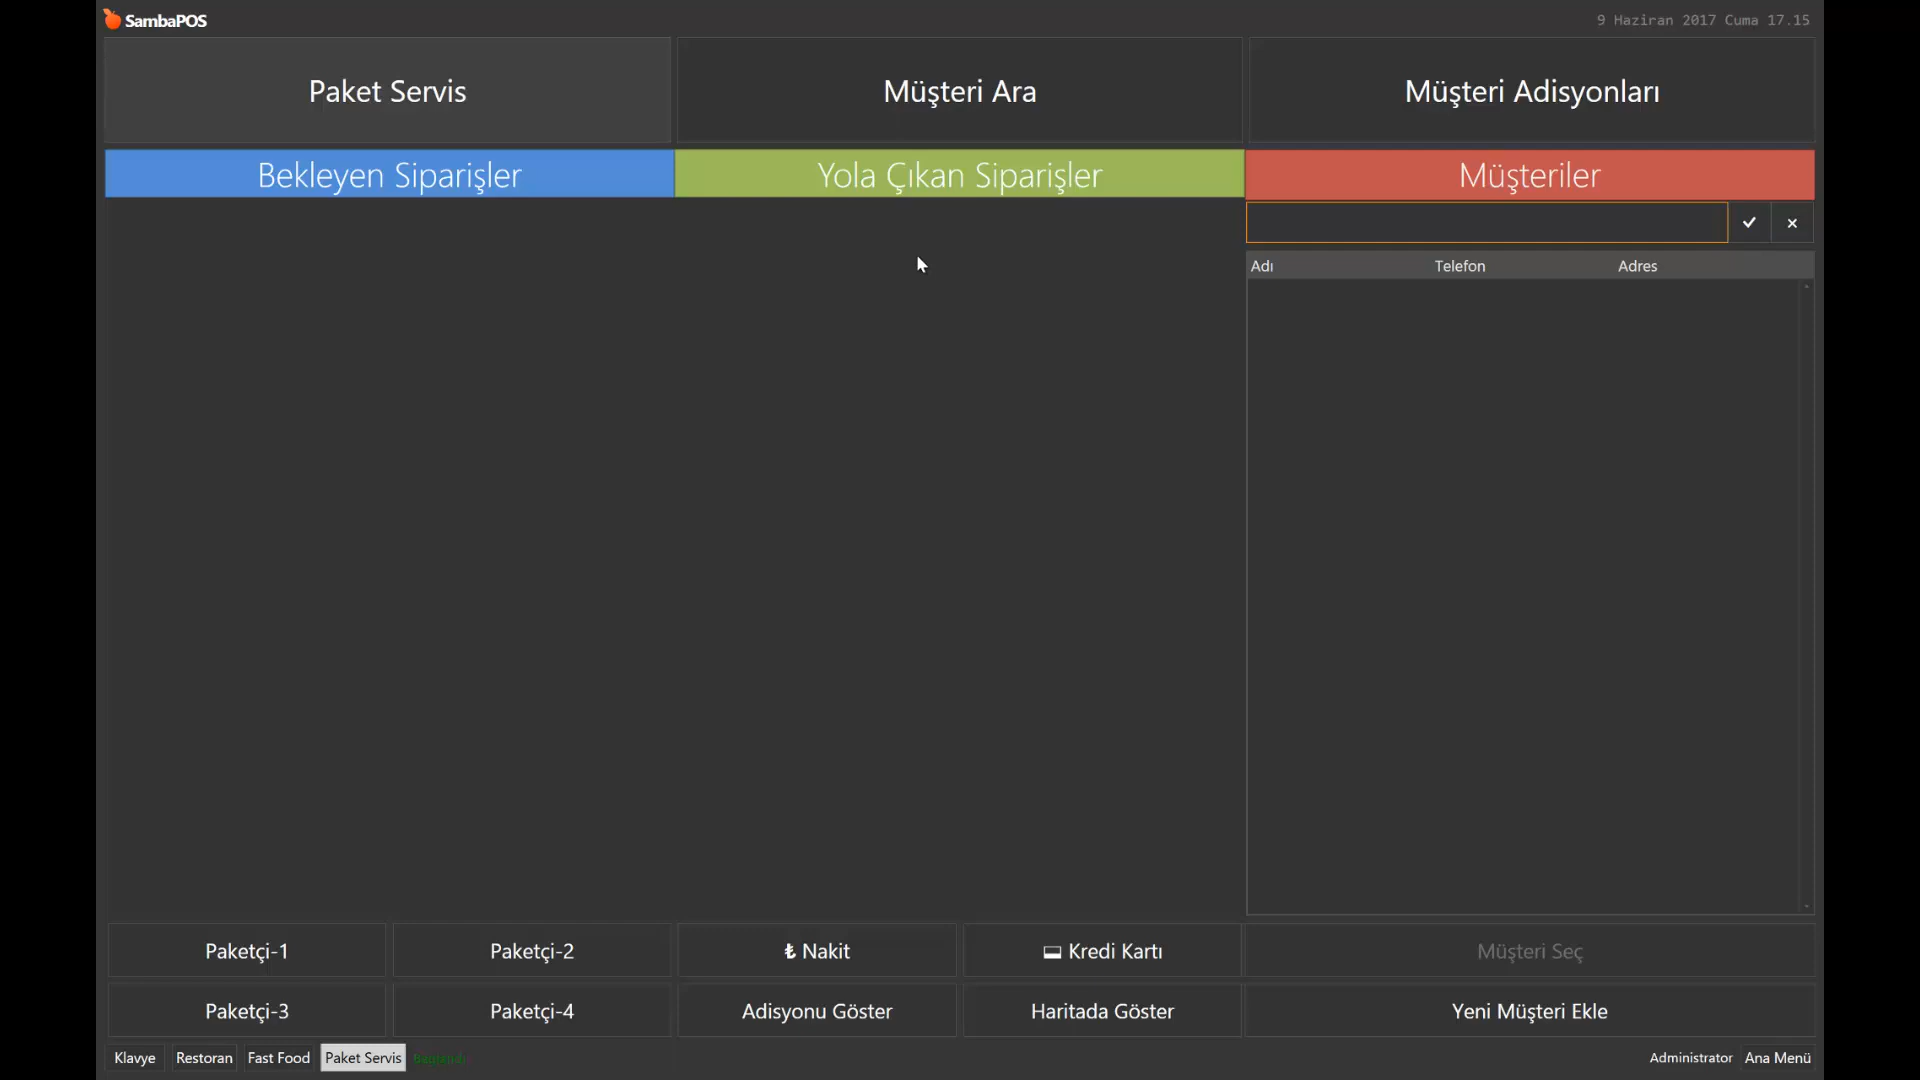 SambaPOS
9 Haziran 2017 Cuma 17.15
Paket Servis
Müşteri Ara
Müşteri Adisyonları
Bekleyen Siparişler
Yola Çıkan Siparişler
Müşteriler
Adı
Telefon
Adres
Paketçi-1
Paketçi-2
₺ Nakit
Kredi Kartı
Müşteri Seç
Paketçi-3
Paketçi-4
Adisyonu Göster
Haritada Göster
Yeni Müşteri Ekle
Klavye
Restoran
Fast Food
Paket Servis
Administrator
Ana Menü